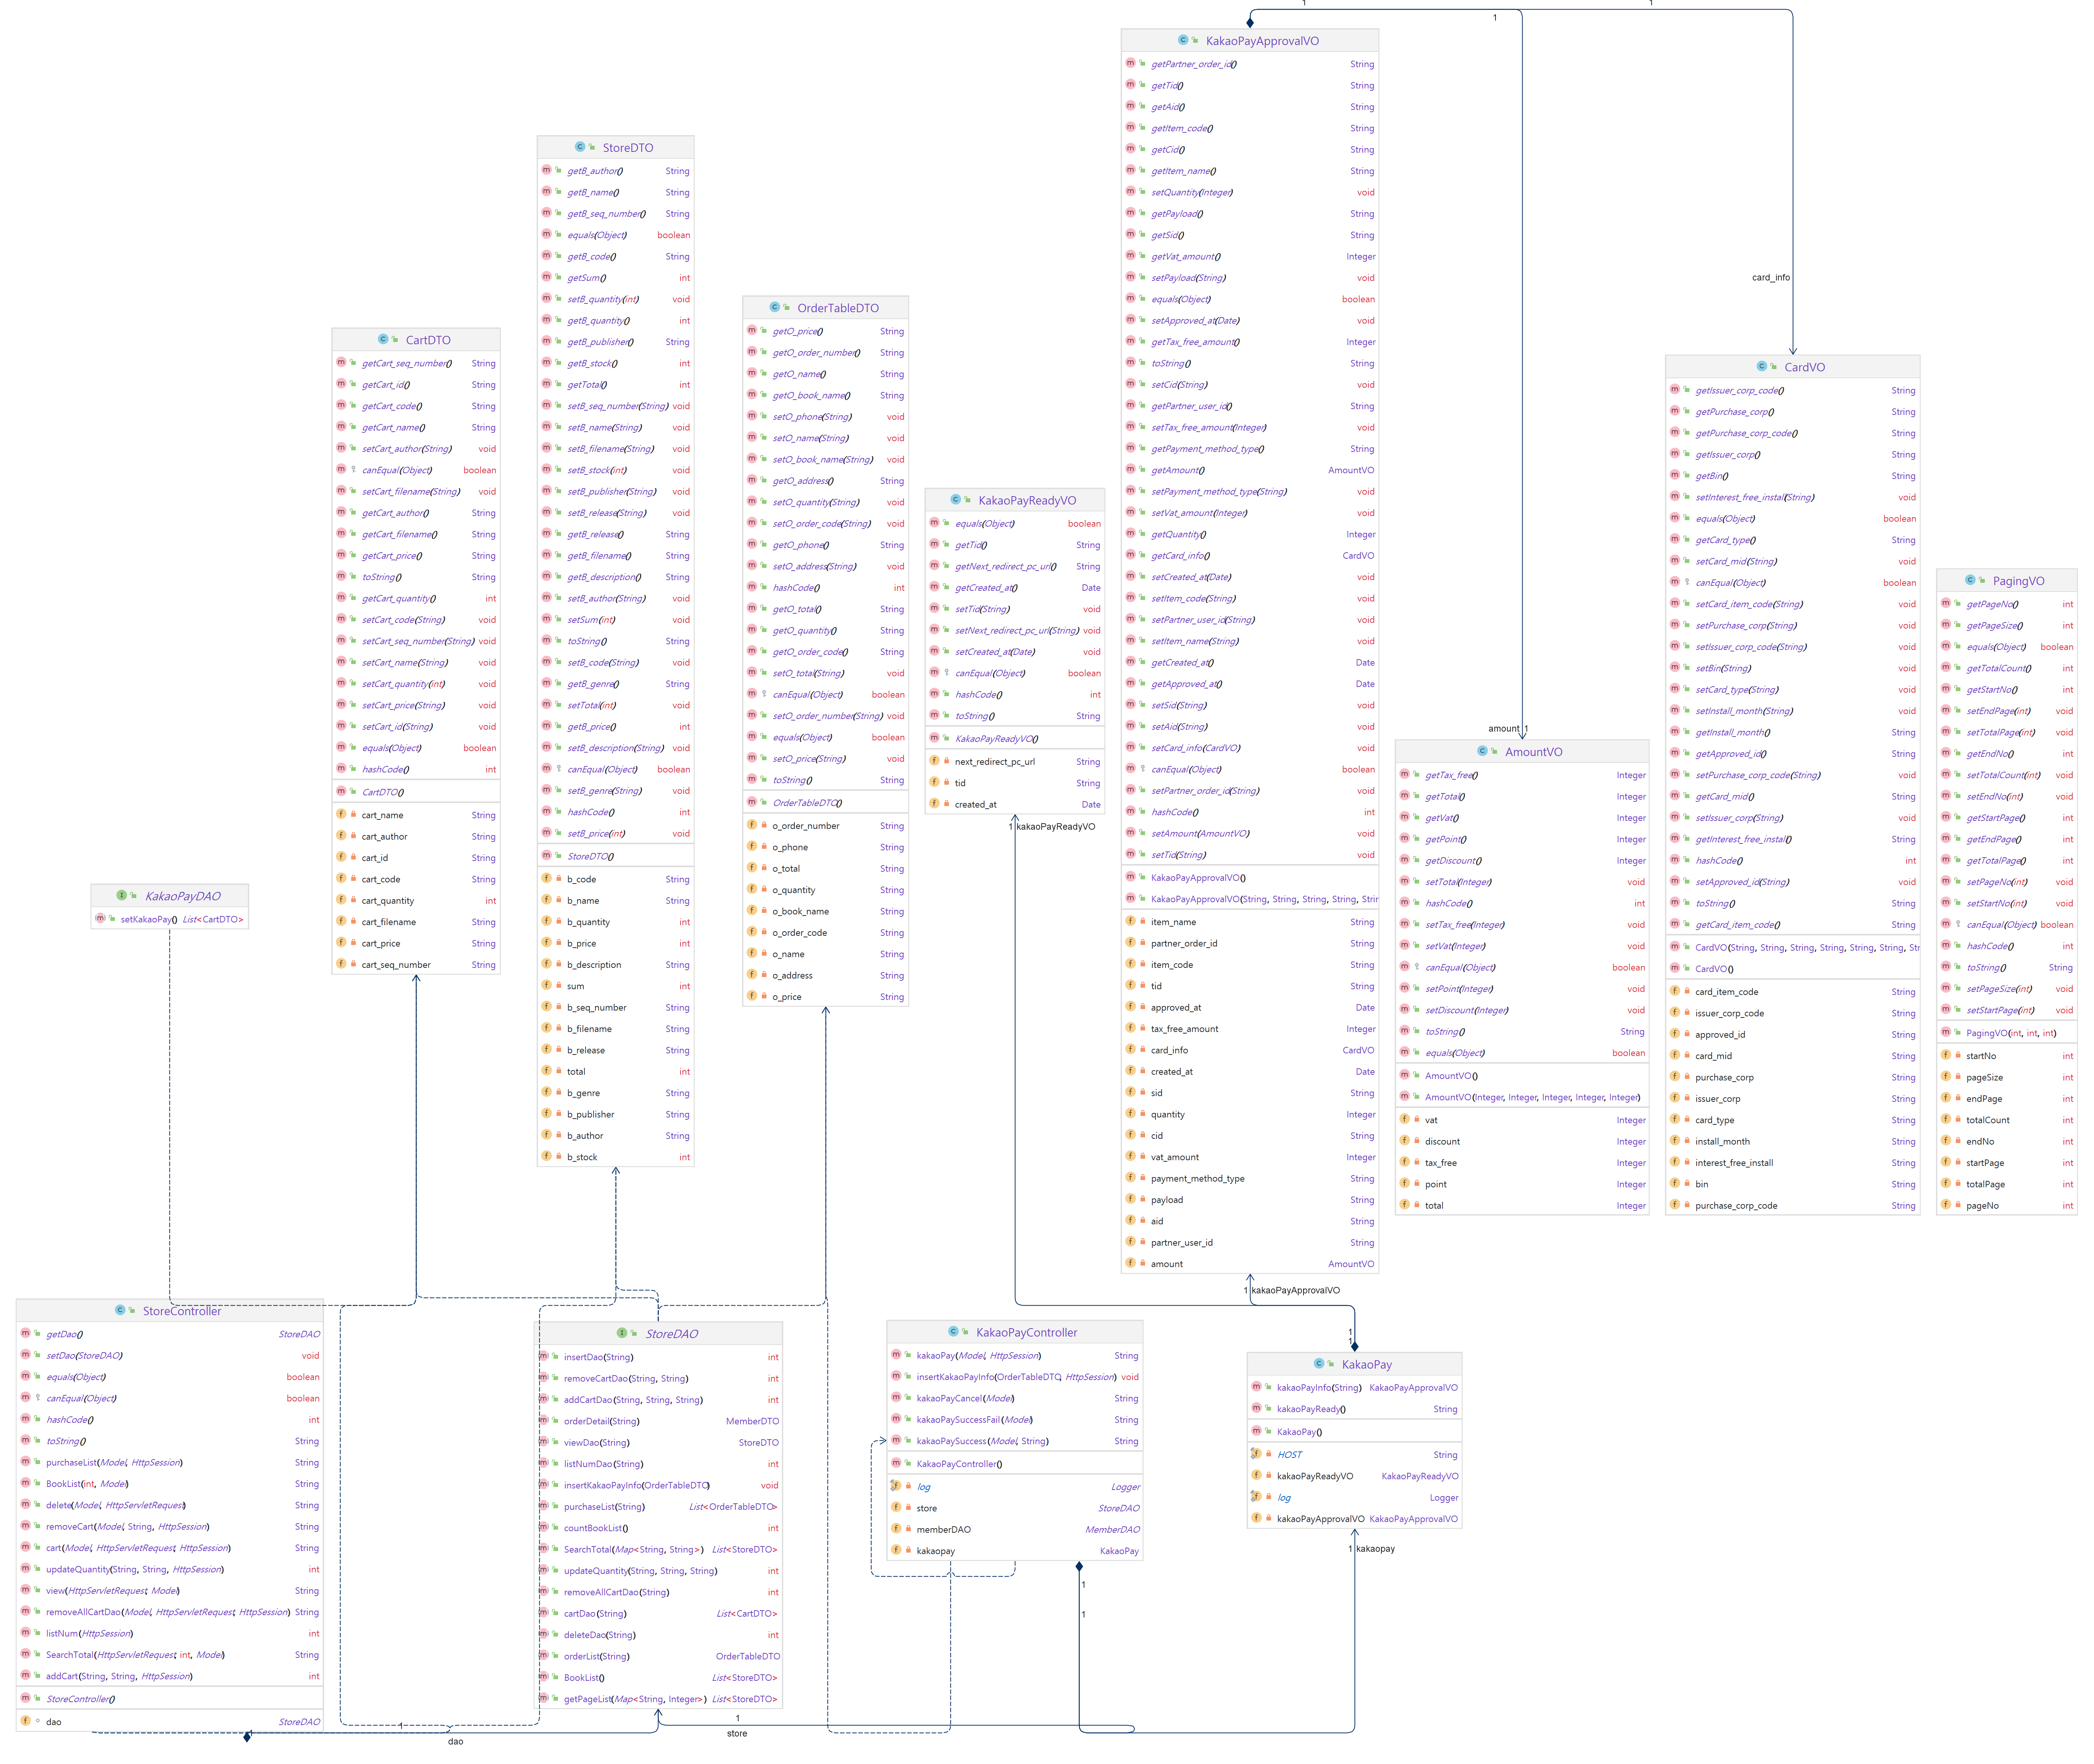 1
1
1
KakaoPayApprovalVO
getPartner_order_id() String
getTid() String
getAid() String
getItem_code() String
getCid() String
getItem_name() String
setQuantity(Integer) void
getPayload() String
getSid() String
getVat_amount() Integer
setPayload(String) void
equals(Object) boolean
setApproved_at(Date) void
getTax_free_amount() Integer
toString() String
setCid(String) void
getPartner_user_id() String
setTax_free_amount(Integer) void
getPayment_method_type() String
getAmount() AmountVO
setPayment_method_type(String) void
setVat_amount(Integer) void
getQuantity() Integer
getCard_info() CardVO
setCreated_at(Date) void
setItem_code(String) void
setPartner_user_id(String) void
setItem_name(String) void
getCreated_at() Date
getApproved_at() Date
setSid(String) void
setAid(String) void
setCard_info(CardVO) void
canEqual(Object) boolean
setPartner_order_id(String) void
hashCode() int
setAmount(AmountVO) void
setTid(String) void
KakaoPayApprovalVO()
KakaoPayApprovalVO(String, String, String, String, Strin
item_name String
partner_order_id String
item_code String
tid String
approved_at Date
tax_free_amount Integer
card_info CardVO
created_at Date
sid String
quantity Integer
cid String
vat_amount Integer
payment_method_type String
payload String
aid String
partner_user_id String
amount AmountVO
StoreDTO
getB_author() String
getB_name() String
getB_seq_number() String
equals(Object) boolean
getB_code() String
getSum() int
setB_quantity(int) void
getB_quantity() int
getB_publisher() String
getB_stock() int
getTotal() int
setB_seq_number(String) void
setB_name(String) void
setB_filename(String) void
setB_stock(int) void
setB_publisher(String) void
setB_release(String) void
getB_release() String
getB_filename() String
getB_description() String
setB_author(String) void
setSum(int) void
toString() String
setB_code(String) void
getB_genre() String
setTotal(int) void
getB_price() int
setB_description(String) void
canEqual(Object) boolean
setB_genre(String) void
hashCode() int
setB_price(int) void
StoreDTO()
b_code String
b_name String
b_quantity int
b_price int
b_description String
sum int
b_seq_number String
b_filename String
b_release String
total int
b_genre String
b_publisher String
b_author String
b_stock int
OrderTableDTO
getO_price() String
getO_order_number() String
getO_name() String
getO_book_name() String
setO_phone(String) void
setO_name(String) void
setO_book_name(String) void
getO_address() String
setO_quantity(String) void
setO_order_code(String) void
getO_phone() String
setO_address(String) void
hashCode() int
getO_total() String
getO_quantity() String
getO_order_code() String
setO_total(String) void
canEqual(Object) boolean
setO_order_number(String) void
equals(Object) boolean
setO_price(String) void
toString() String
OrderTableDTO()
o_order_number String
o_phone String
o_total String
o_quantity String
o_book_name String
o_order_code String
o_name String
o_address String
o_price String
CartDTO
getCart_seq_number() String
getCart_id() String
getCart_code() String
getCart_name() String
setCart_author(String) void
canEqual(Object) boolean
setCart_filename(String) void
getCart_author() String
getCart_filename() String
getCart_price() String
toString() String
getCart_quantity() int
setCart_code(String) void
setCart_seq_number(String) void
setCart_name(String) void
setCart_quantity(int) void
setCart_price(String) void
setCart_id(String) void
equals(Object) boolean
hashCode() int
CartDTO()
cart_name String
cart_author String
cart_id String
cart_code String
cart_quantity int
cart_filename String
cart_price String
cart_seq_number String
KakaoPayReadyVO
equals(Object) boolean
getTid() String
getNext_redirect_pc_url() String
getCreated_at() Date
setTid(String) void
setNext_redirect_pc_url(String) void
setCreated_at(Date) void
canEqual(Object) boolean
hashCode() int
toString() String
KakaoPayReadyVO()
next_redirect_pc_url String
tid String
created_at Date
1 kakaoPayReadyVO
card_info
CardVO
getIssuer_corp_code() String
getPurchase_corp() String
getPurchase_corp_code() String
getIssuer_corp() String
getBin() String
setInterest_free_install(String) void
equals(Object) boolean
getCard_type() String
setCard_mid(String) void
canEqual(Object) boolean
setCard_item_code(String) void
setPurchase_corp(String) void
setIssuer_corp_code(String) void
setBin(String) void
setCard_type(String) void
setInstall_month(String) void
getInstall_month() String
getApproved_id() String
setPurchase_corp_code(String) void
getCard_mid() String
setIssuer_corp(String) void
getInterest_free_install() String
hashCode() int
setApproved_id(String) void
toString() String
getCard_item_code() String
CardVO(String, String, String, String, String, String, Str
CardVO()
card_item_code String
issuer_corp_code String
approved_id String
card_mid String
purchase_corp String
issuer_corp String
card_type String
install_month String
interest_free_install String
bin String
purchase_corp_code String
amount 1
AmountVO
getTax_free() Integer
getTotal() Integer
getVat() Integer
getPoint() Integer
getDiscount() Integer
setTotal(Integer) void
hashCode() int
setTax_free(Integer) void
setVat(Integer) void
canEqual(Object) boolean
setPoint(Integer) void
setDiscount(Integer) void
toString() String
equals(Object) boolean
AmountVO()
AmountVO(Integer, Integer, Integer, Integer, Integer)
vat Integer
discount Integer
tax_free Integer
point Integer
total Integer
PagingVO
getPageNo() int
getPageSize() int
equals(Object) boolean
getTotalCount() int
getStartNo() int
setEndPage(int) void
setTotalPage(int) void
getEndNo() int
setTotalCount(int) void
setEndNo(int) void
getStartPage() int
getEndPage() int
getTotalPage() int
setPageNo(int) void
setStartNo(int) void
canEqual(Object) boolean
hashCode() int
toString() String
setPageSize(int) void
setStartPage(int) void
PagingVO(int, int, int)
startNo int
pageSize int
endPage int
totalCount int
endNo int
startPage int
totalPage int
pageNo int
KakaoPayDAO
setKakaoPay() List<CartDTO>
StoreController
getDao() StoreDAO
setDao(StoreDAO) void
equals(Object) boolean
canEqual(Object) boolean
hashCode() int
toString() String
purchaseList(Model, HttpSession) String
BookList(int, Model) String
delete(Model, HttpServletRequest) String
removeCart(Model, String, HttpSession) String
cart(Model, HttpServletRequest, HttpSession) String
updateQuantity(String, String, HttpSession) int
view(HttpServletRequest, Model) String
removeAllCartDao(Model, HttpServletRequest, HttpSession) String
listNum(HttpSession) int
SearchTotal(HttpServletRequest, int, Model) String
addCart(String, String, HttpSession) int
StoreController()
dao StoreDAO
StoreDAO
insertDao(String) int
removeCartDao(String, String) int
addCartDao(String, String, String) int
orderDetail(String) MemberDTO
viewDao(String) StoreDTO
listNumDao(String) int
insertKakaoPayInfo(OrderTableDTO) void
purchaseList(String) List<OrderTableDTO>
countBookList() int
SearchTotal(Map<String, String>) List<StoreDTO>
updateQuantity(String, String, String) int
removeAllCartDao(String) int
cartDao(String) List<CartDTO>
deleteDao(String) int
orderList(String) OrderTableDTO
BookList() List<StoreDTO>
getPageList(Map<String, Integer>) List<StoreDTO>
KakaoPayController
kakaoPay(Model, HttpSession) String
insertKakaoPayInfo(OrderTableDTO, HttpSession) void
kakaoPayCancel(Model) String
kakaoPaySuccessFail(Model) String
kakaoPaySuccess(Model, String) String
KakaoPayController()
log Logger
store StoreDAO
memberDAO MemberDAO
kakaopay KakaoPay
1 kakaoPayApprovalVO
1
1
KakaoPay
kakaoPayInfo(String) KakaoPayApprovalVO
kakaoPayReady() String
KakaoPay()
HOST String
kakaoPayReadyVO KakaoPayReadyVO
log Logger
kakaoPayApprovalVO KakaoPayApprovalVO
1 kakaopay
1
1
1
1
1
dao
store